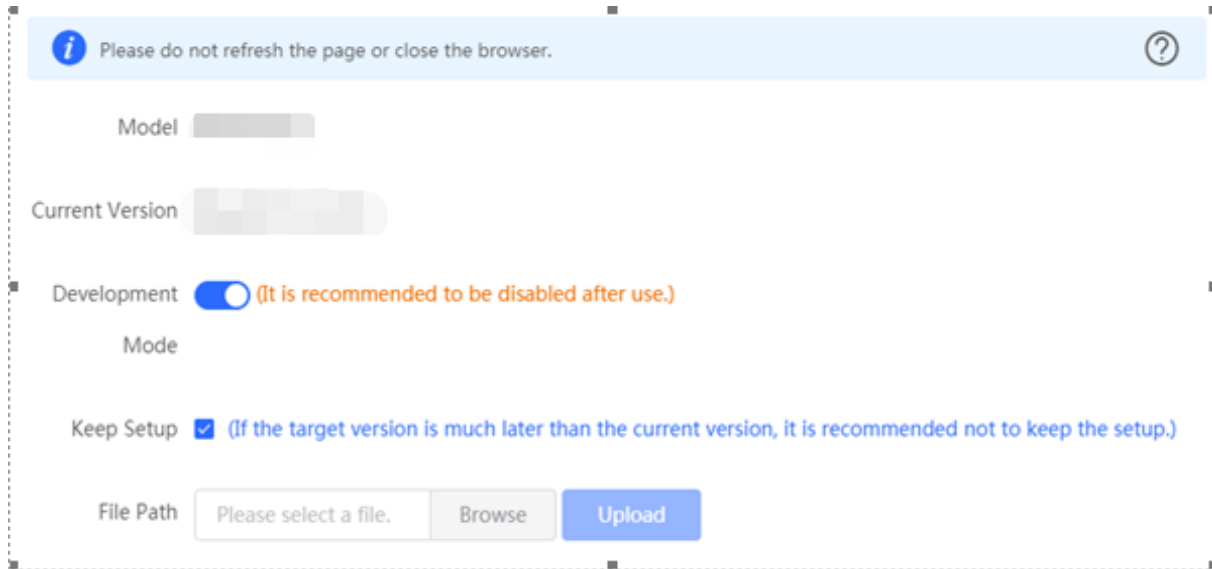 Please do not refresh the page or close the browser.
Model
Current Version
Development (It is recommended to be disabled after use.)
Mode
Keep Setup (If the target version is much later than the current version, it is recommended not to keep the setup.)
File Path Please select a file. Browse Upload